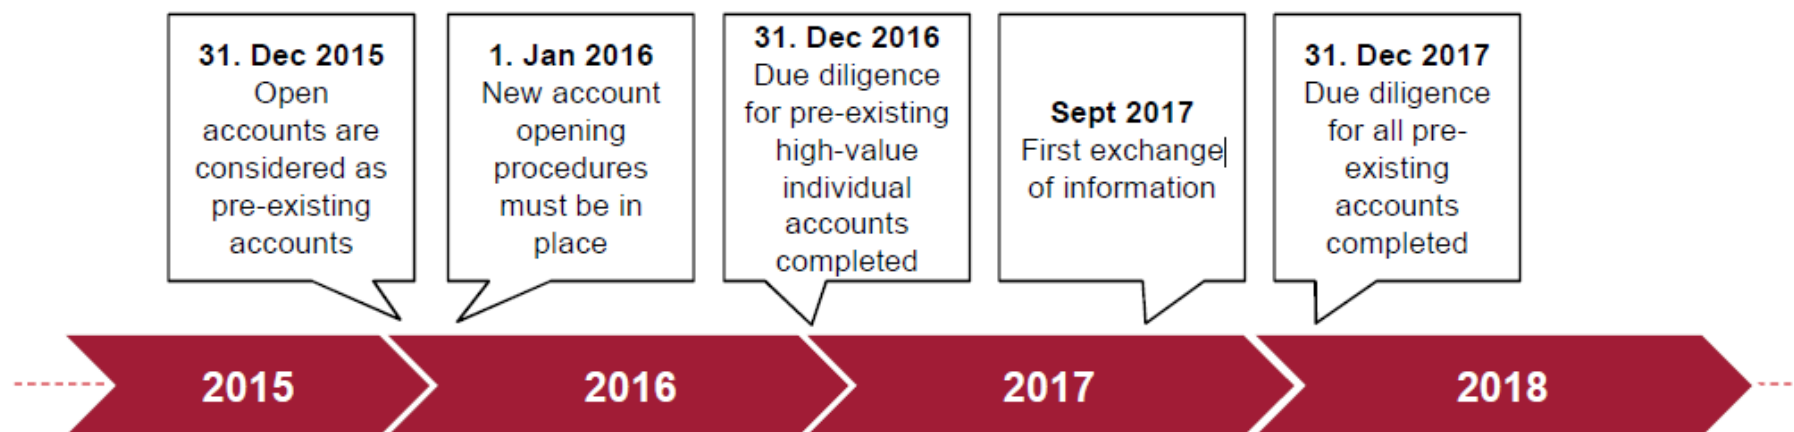 31. Dec 2015
Open
accounts are
considered as
pre-existing
accounts
1. Jan 2016
New account
opening
procedures
must be in
place
31. Dec 2016
Due diligence
for pre-existing
high-value
individual
accounts
completed
Sept 2017
First exchange
of information
31. Dec 2017
Due diligence
for all pre-
existing
accounts
completed
2015
2016
2017
2018